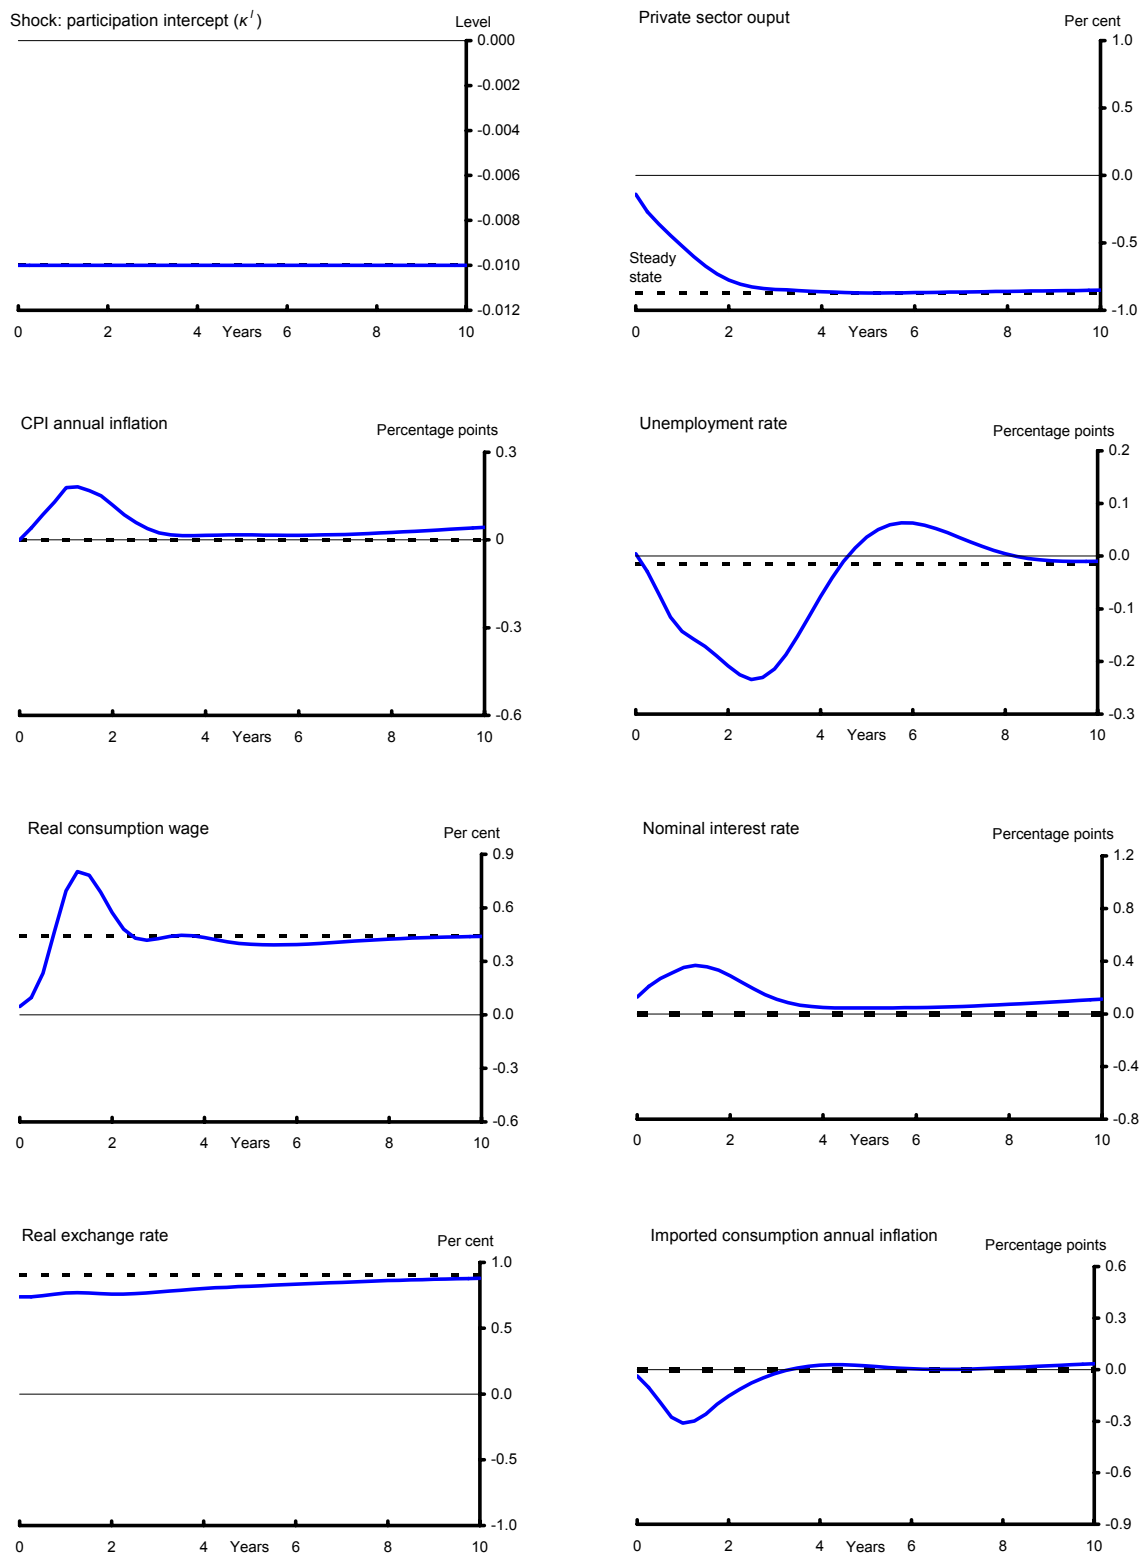 Shock: participation intercept (κˡ)
Level
0.000
-0.002
-0.004
-0.006
-0.008
-0.010
-0.012
0 2 4 Years 6 8 10
Private sector ouput
Per cent
1.0
0.5
0.0
-0.5
-1.0
Steady
state
0 2 4 Years 6 8 10
CPI annual inflation
Percentage points
0.3
0
-0.3
-0.6
0 2 4 Years 6 8 10
Unemployment rate
Percentage points
0.2
0.1
0.0
-0.1
-0.2
-0.3
0 2 4 Years 6 8 10
Real consumption wage
Per cent
0.9
0.6
0.3
0.0
-0.3
-0.6
0 2 4 Years 6 8 10
Nominal interest rate
Percentage points
1.2
0.8
0.4
0.0
-0.4
-0.8
0 2 4 Years 6 8 10
Real exchange rate
Per cent
1.0
0.5
0.0
-0.5
-1.0
0 2 4 Years 6 8 10
Imported consumption annual inflation
Percentage points
0.6
0.3
0.0
-0.3
-0.6
-0.9
0 2 4 Years 6 8 10